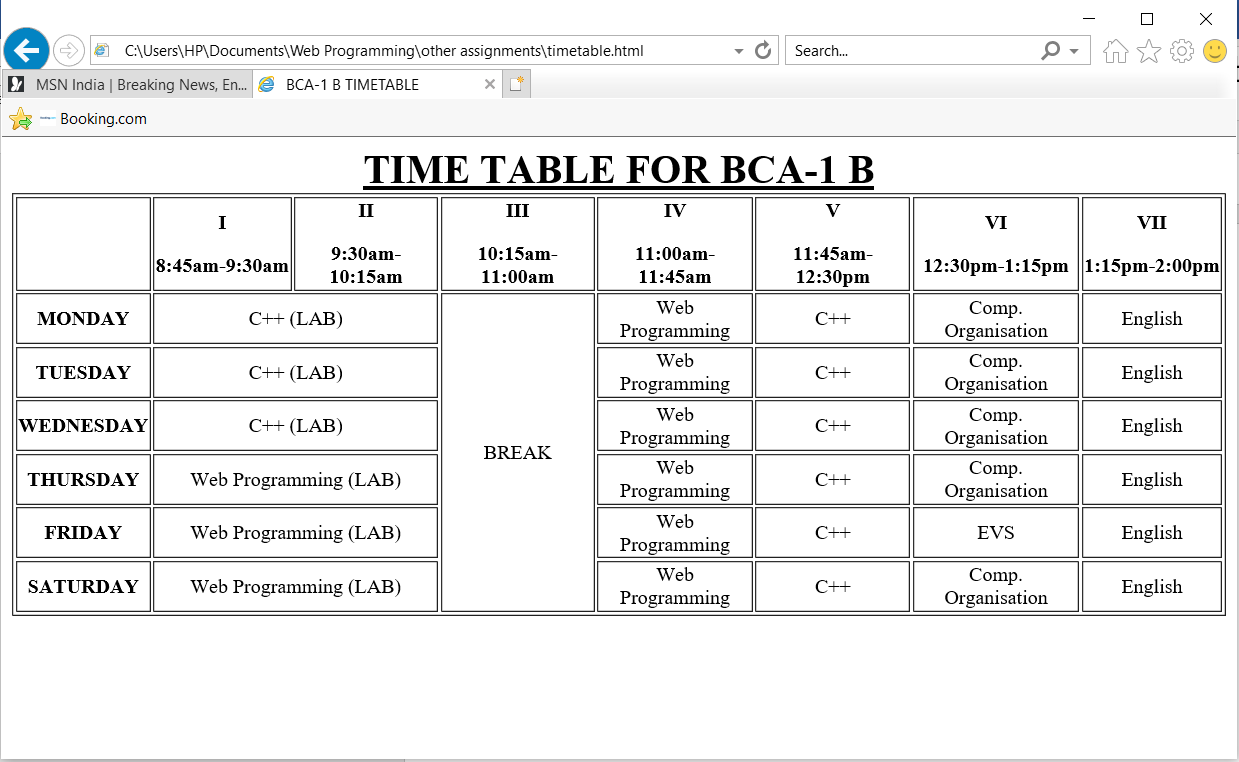 C:\Users\HP\Documents\Web Programming\other assignments\timetable.html
Search...
MSN India | Breaking News, En...
BCA-1 B TIMETABLE
Booking.com
TIME TABLE FOR BCA-1 B
I
8:45am-9:30am
II
9:30am-
10:15am
III
10:15am-
11:00am
IV
11:00am-
11:45am
V
11:45am-
12:30pm
VI
12:30pm-1:15pm
VII
1:15pm-2:00pm
MONDAY
C++ (LAB)
BREAK
Web
Programming
C++
Comp.
Organisation
English
TUESDAY
C++ (LAB)
Web
Programming
C++
Comp.
Organisation
English
WEDNESDAY
C++ (LAB)
Web
Programming
C++
Comp.
Organisation
English
THURSDAY
Web Programming (LAB)
Web
Programming
C++
Comp.
Organisation
English
FRIDAY
Web Programming (LAB)
Web
Programming
C++
EVS
English
SATURDAY
Web Programming (LAB)
Web
Programming
C++
Comp.
Organisation
English